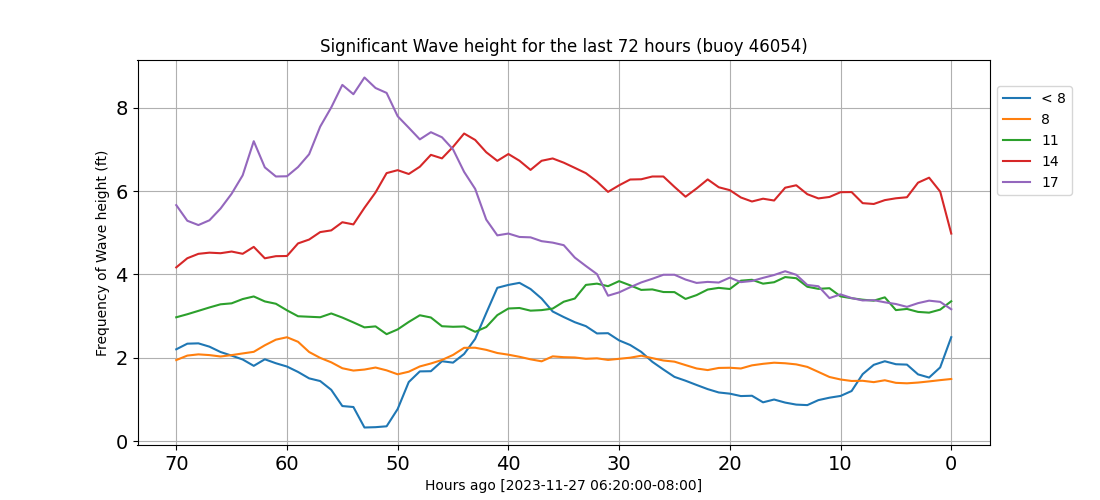 Significant Wave height for the last 72 hours (buoy 46054)
Frequency of Wave height (ft)
8
6
4
2
0
70 60 50 40 30 20 10 0
Hours ago [2023-11-27 06:20:00-08:00]
< 8
8
11
14
17